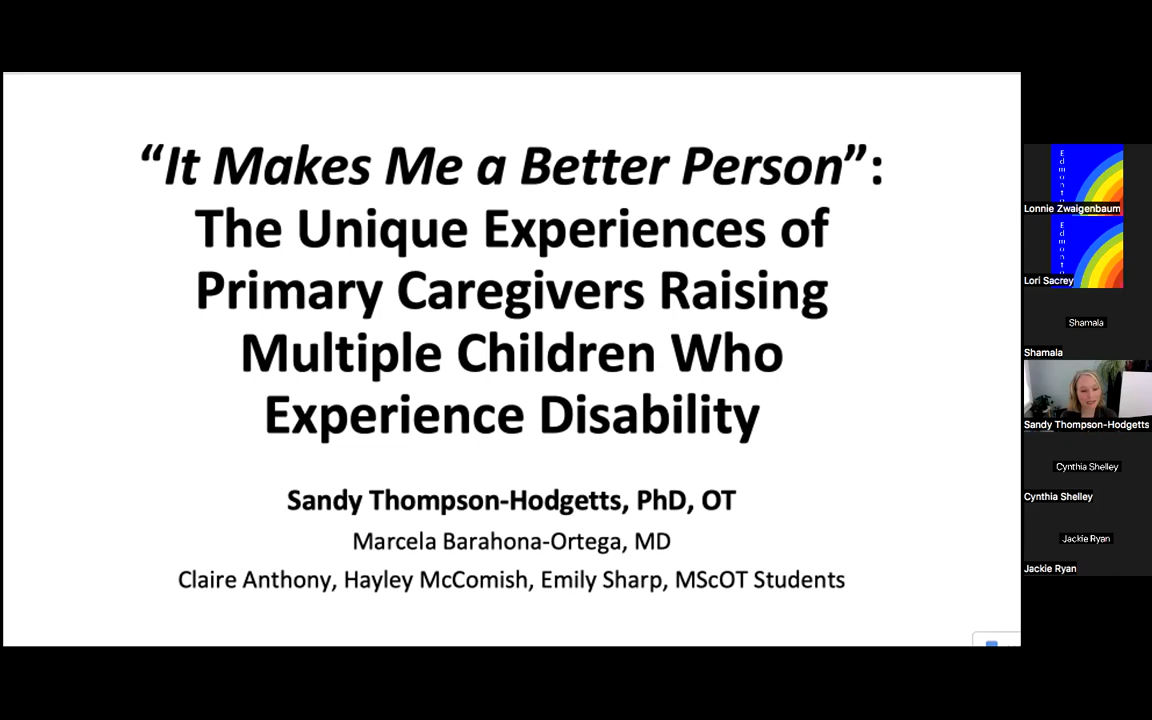 “It Makes Me a Better Person”:
The Unique Experiences of
Primary Caregivers Raising
Multiple Children Who
Experience Disability
Sandy Thompson-Hodgetts, PhD, OT
Marcela Barahona-Ortega, MD
Claire Anthony, Hayley McComish, Emily Sharp, MScOT Students
Edmonto
Lonnie Zwaigenbaum
Edmonto
Lori Sacrey
Shamala
Shamala
Sandy Thompson-Hodgetts
Cynthia Shelley
Cynthia Shelley
Jackie Ryan
Jackie Ryan